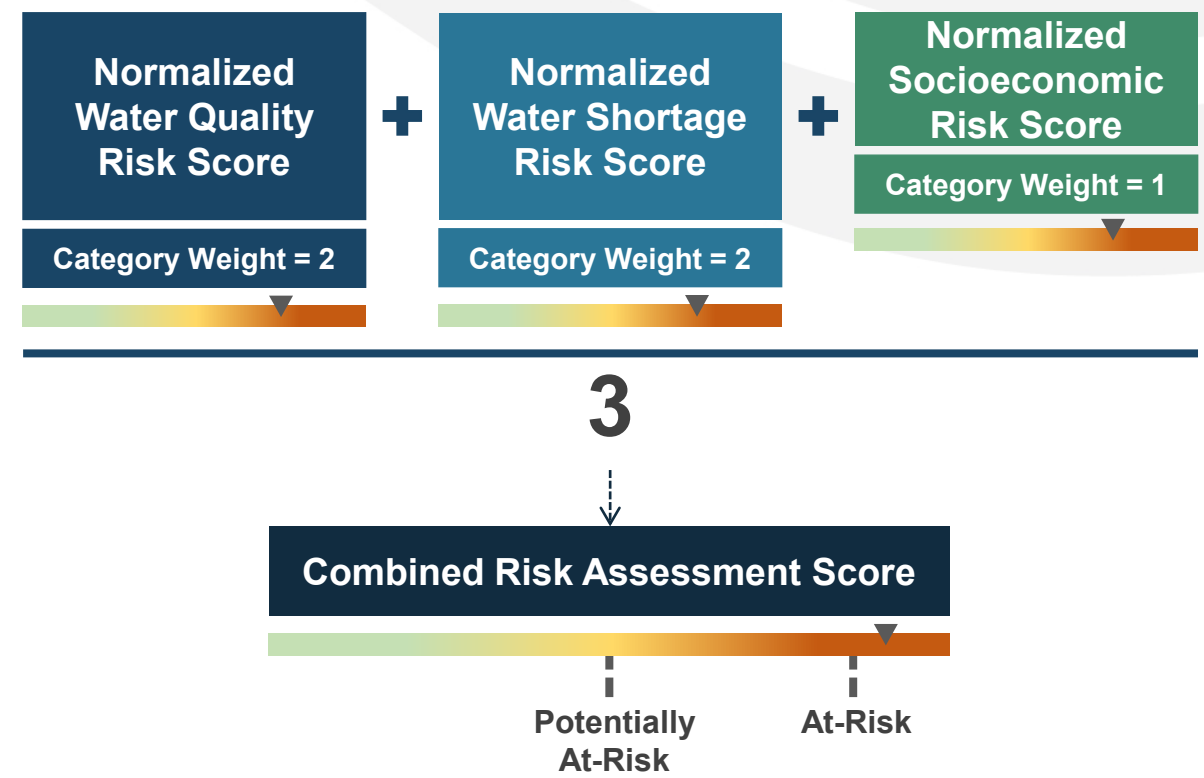 Normalized
Water Quality
Risk Score
Category Weight = 2
+
Normalized
Water Shortage
Risk Score
Category Weight = 2
+
Normalized
Socioeconomic
Risk Score
Category Weight = 1
3
Combined Risk Assessment Score
Potentially
At-Risk
At-Risk